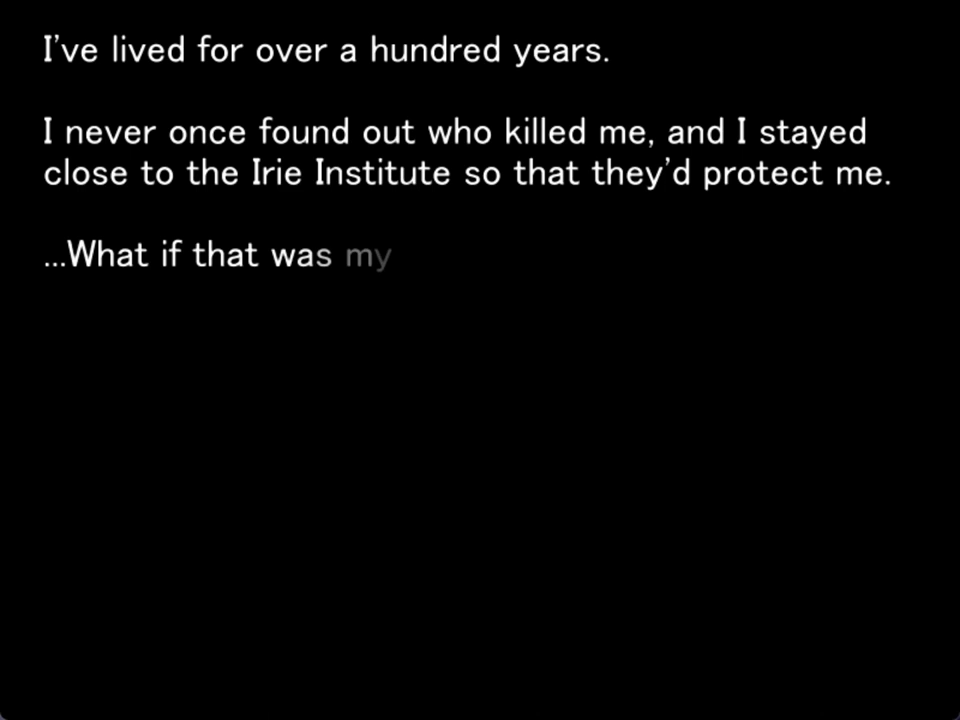 I've lived for over a hundred years.
I never once found out who killed me, and I stayed
close to the Irie Institute so that they'd protect me.
...What if that was my